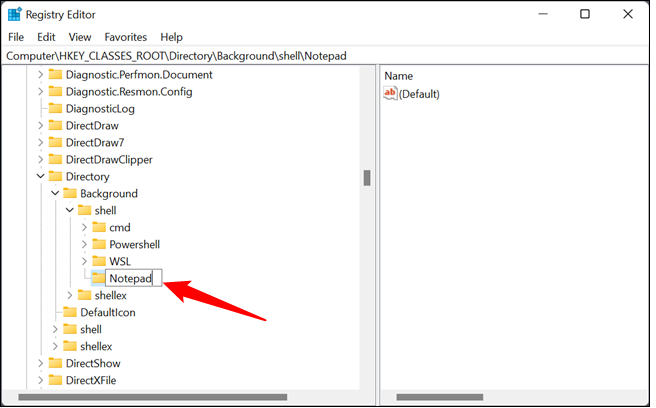 Registry Editor
File Edit View Favorites Help
Computer\HKEY_CLASSES_ROOT\Directory\Background\shell\Notepad
Diagnostic.Perfmon.Document
Diagnostic.Resmon.Config
DiagnosticLog
DirectDraw
DirectDraw7
DirectDrawClipper
Directory
Background
shell
cmd
Powershell
WSL
Notepad
shellex
DefaultIcon
shell
shellex
DirectShow
DirectXFile
Name
ab
(Default)